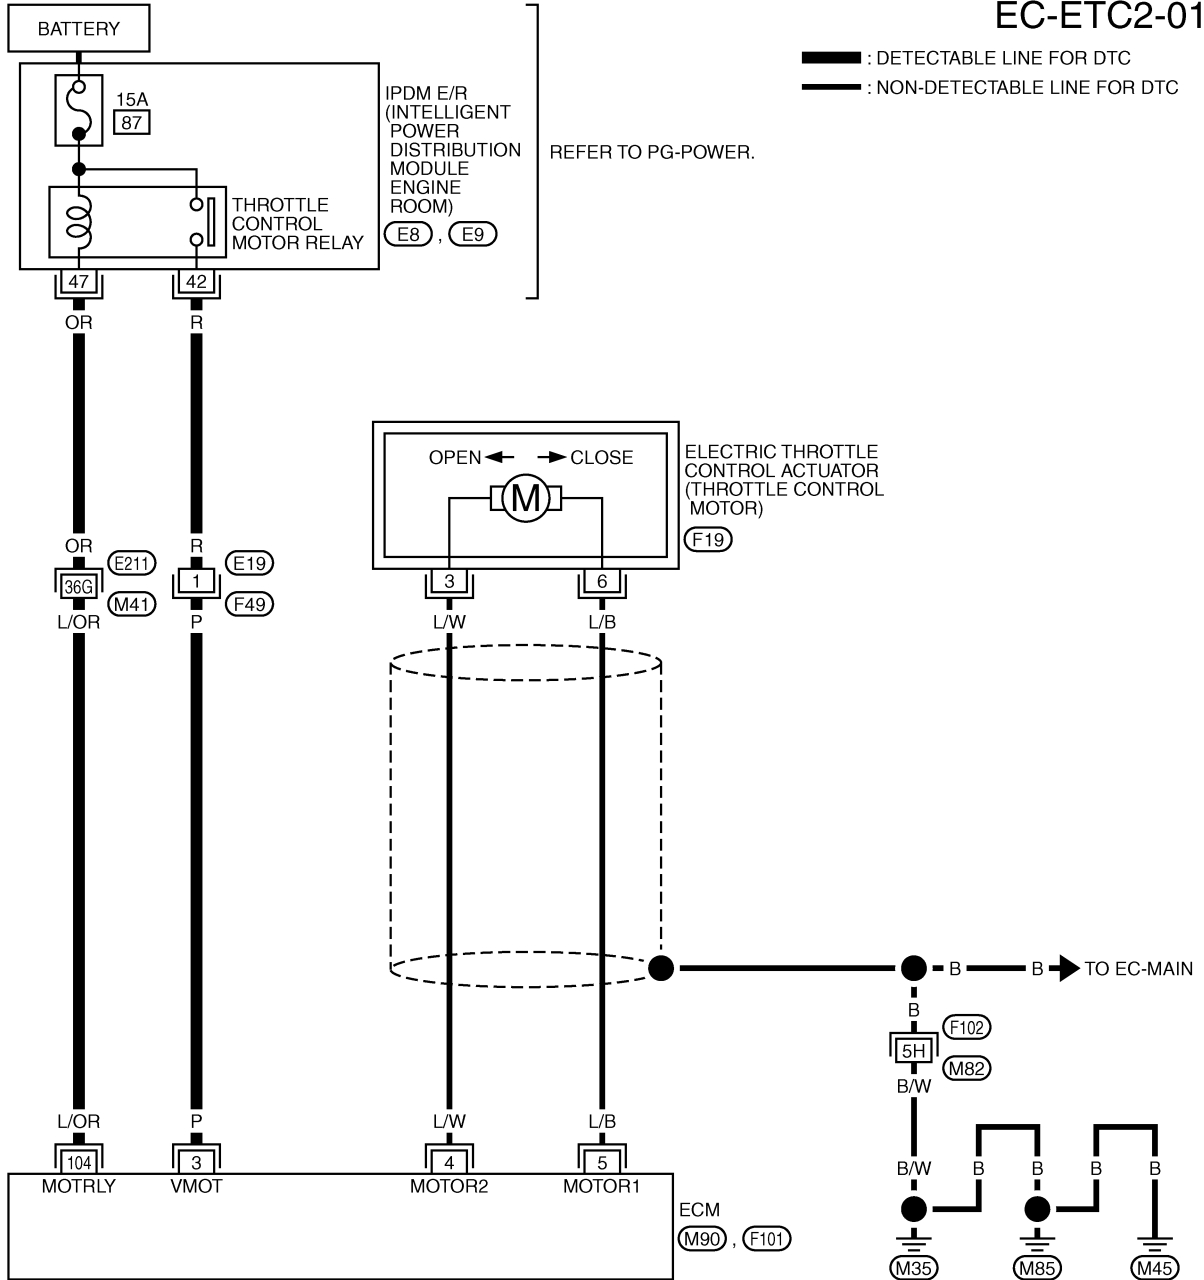 EC-ETC2-01
BATTERY
: DETECTABLE LINE FOR DTC
: NON-DETECTABLE LINE FOR DTC
15A
87
IPDM E/R
(INTELLIGENT
POWER
DISTRIBUTION
MODULE
ENGINE
ROOM)
E8 , E9
REFER TO PG-POWER.
THROTTLE
CONTROL
MOTOR RELAY
47 42
OR R
OPEN CLOSE
M
ELECTRIC THROTTLE
CONTROL ACTUATOR
(THROTTLE CONTROL
MOTOR)
F19
OR R
E211 E19
36G 1
M41 F49
L/OR P
3 6
L/W L/B
B B TO EC-MAIN
B
F102
5H
M82
B/W
L/OR P L/W L/B
104 3 4 5
MOTRLY VMOT MOTOR2 MOTOR1
ECM
M90 , F101
B/W B B B B
M35 M85 M45